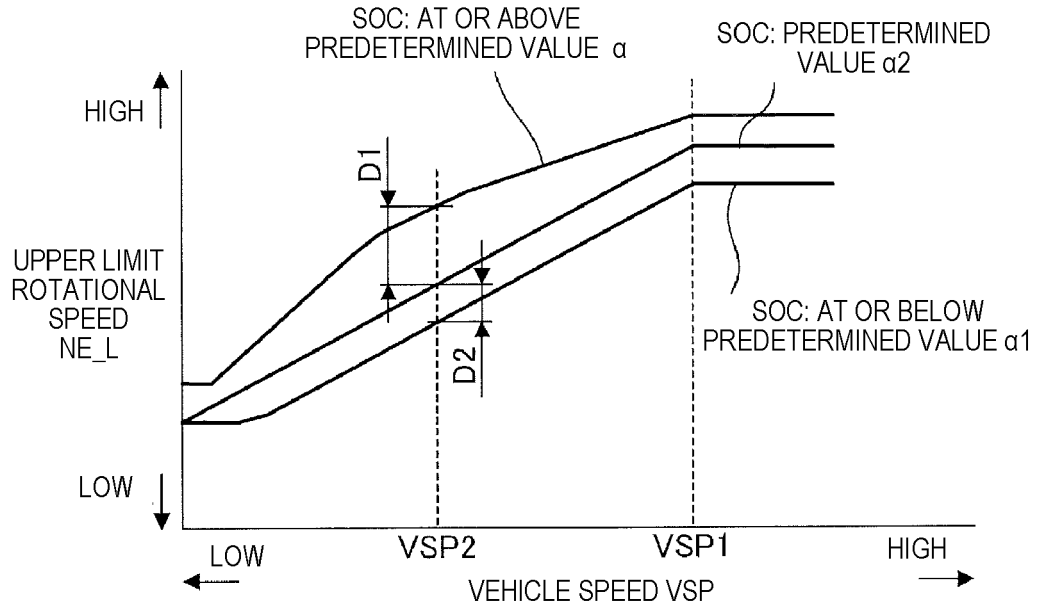 SOC: AT OR ABOVE
PREDETERMINED VALUE α
SOC: PREDETERMINED
VALUE α2
HIGH
D1
UPPER LIMIT
ROTATIONAL
SPEED
NE_L
D2
SOC: AT OR BELOW
PREDETERMINED VALUE α1
LOW
LOW
VSP2
VSP1
HIGH
VEHICLE SPEED VSP